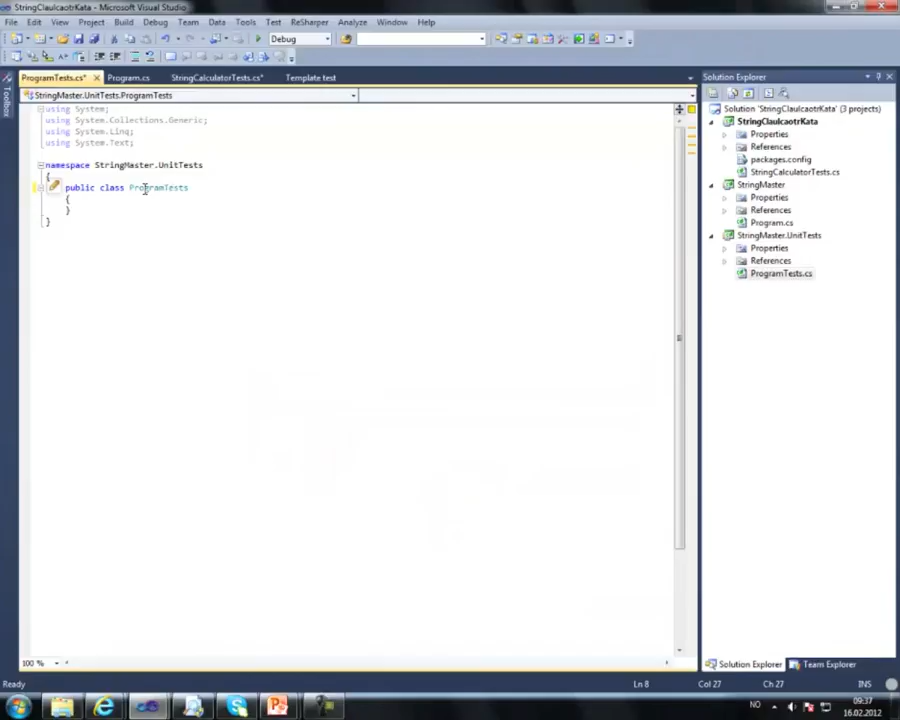 StringClaulcaotrKata - Microsoft Visual Studio
File Edit View Project Build Debug Team Data Tools Test ReSharper Analyze Window Help
Debug
ProgramTests.cs* Program.cs StringCalculatorTests.cs* Template test
StringMaster.UnitTests.ProgramTests
using System;
using System.Collections.Generic;
using System.Linq;
using System.Text;
namespace StringMaster.UnitTests
{
public class ProgramTests
{
}
}
100 %
Toolbox
Solution Explorer
Solution 'StringClaulcaotrKata' (3 projects)
StringClaulcaotrKata
Properties
References
packages.config
StringCalculatorTests.cs
StringMaster
Properties
References
Program.cs
StringMaster.UnitTests
Properties
References
ProgramTests.cs
Solution Explorer Team Explorer
Ready Ln 8 Col 27 Ch 27 INS
NO 09:37
16.02.2012